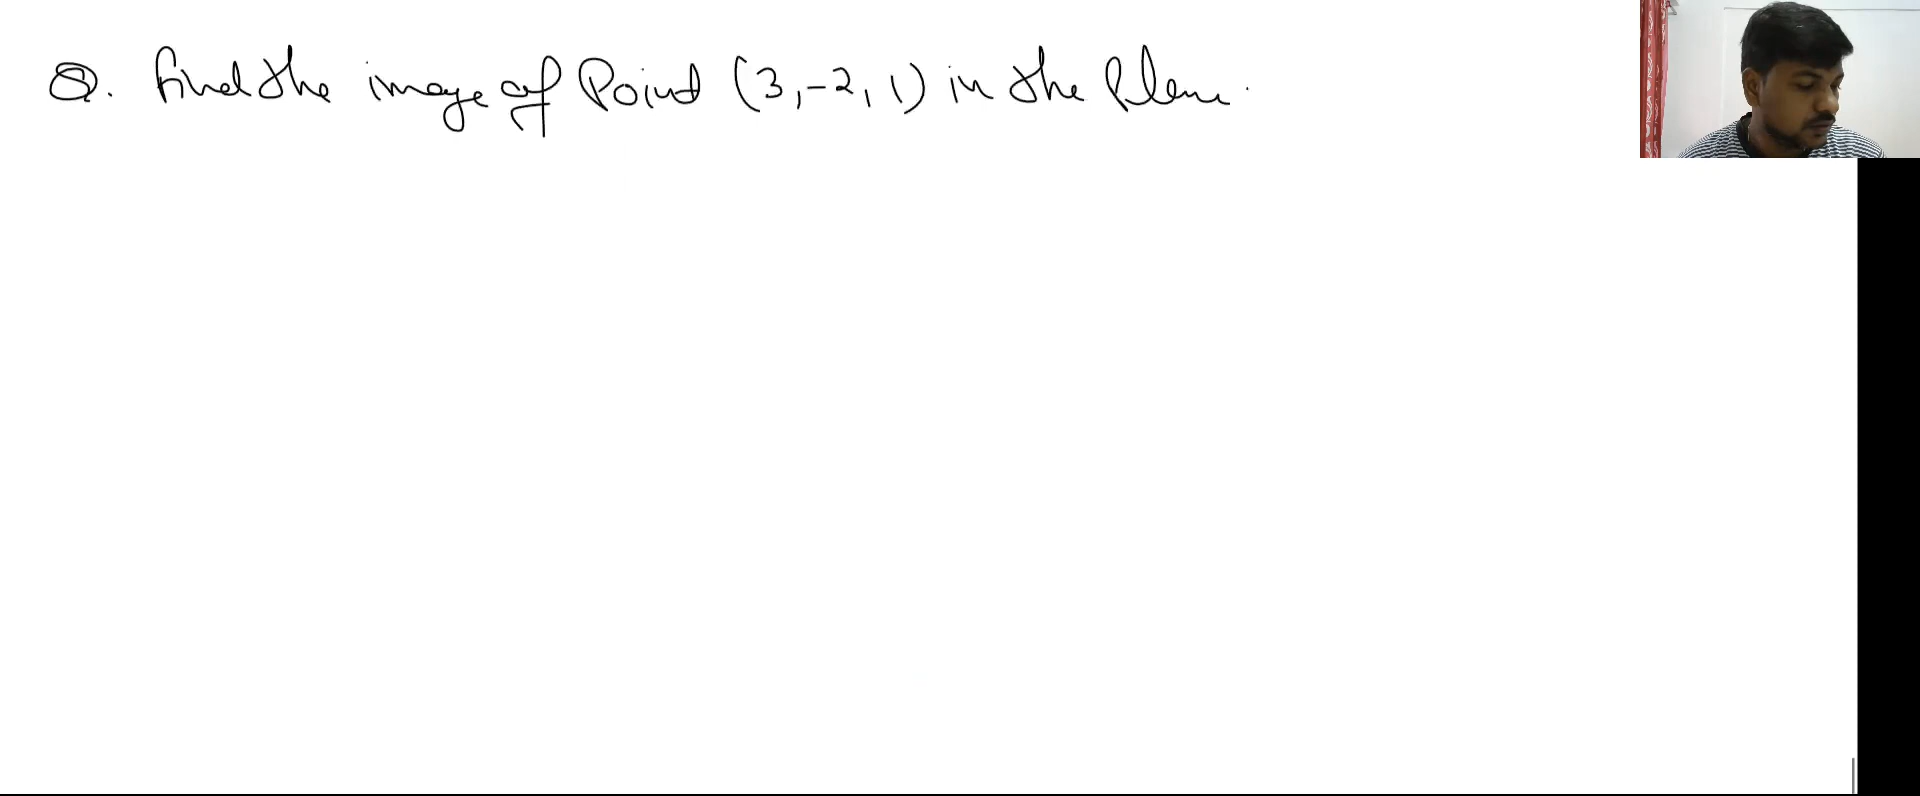 Q. Find the image of Point (3,-2,1) in the Plane.